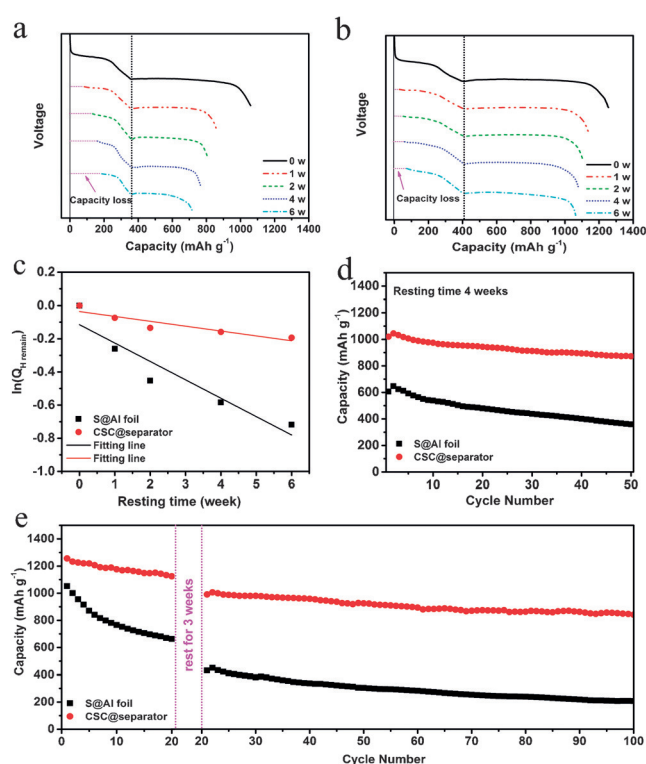 a
Voltage
0 w
1 w
2 w
4 w
6 w
Capacity loss
0 200 400 600 800 1000 1200 1400
Capacity (mAh g⁻¹)
b
Voltage
0 w
1 w
2 w
4 w
6 w
Capacity loss
0 200 400 600 800 1000 1200 1400
Capacity (mAh g⁻¹)
c
ln(Q_H remain)
0.2
0.0
-0.2
-0.4
-0.6
-0.8
-1.0
S@Al foil
CSC@separator
Fitting line
Fitting line
0 1 2 3 4 5 6
Resting time (week)
d
Capacity (mAh g⁻¹)
1400
1200
1000
800
600
400
200
0
Resting time 4 weeks
S@Al foil
CSC@separator
10 20 30 40 50
Cycle Number
e
Capacity (mAh g⁻¹)
1400
1200
1000
800
600
400
200
0
rest for 3 weeks
S@Al foil
CSC@separator
0 10 20 20 30 40 50 60 70 80 90 100
Cycle Number